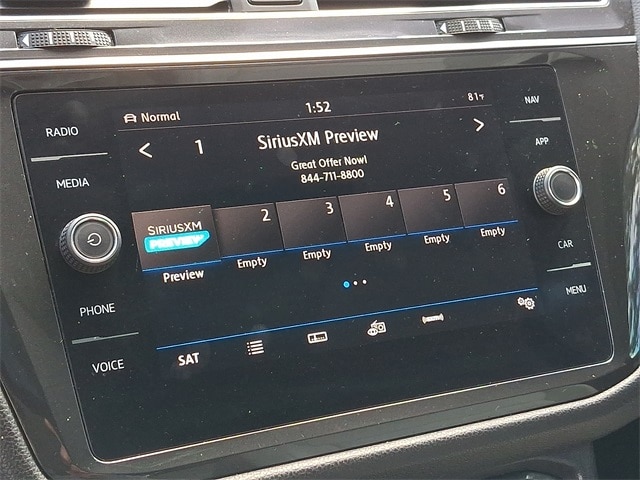 Normal
1:52
81°F
RADIO
MEDIA
PHONE
VOICE
1
SiriusXM Preview
Great Offer Now!
844-711-8800
SIRIUSXM
PREVIEW
2
3
4
5
6
Preview
Empty
Empty
Empty
Empty
Empty
SAT
NAV
APP
CAR
MENU